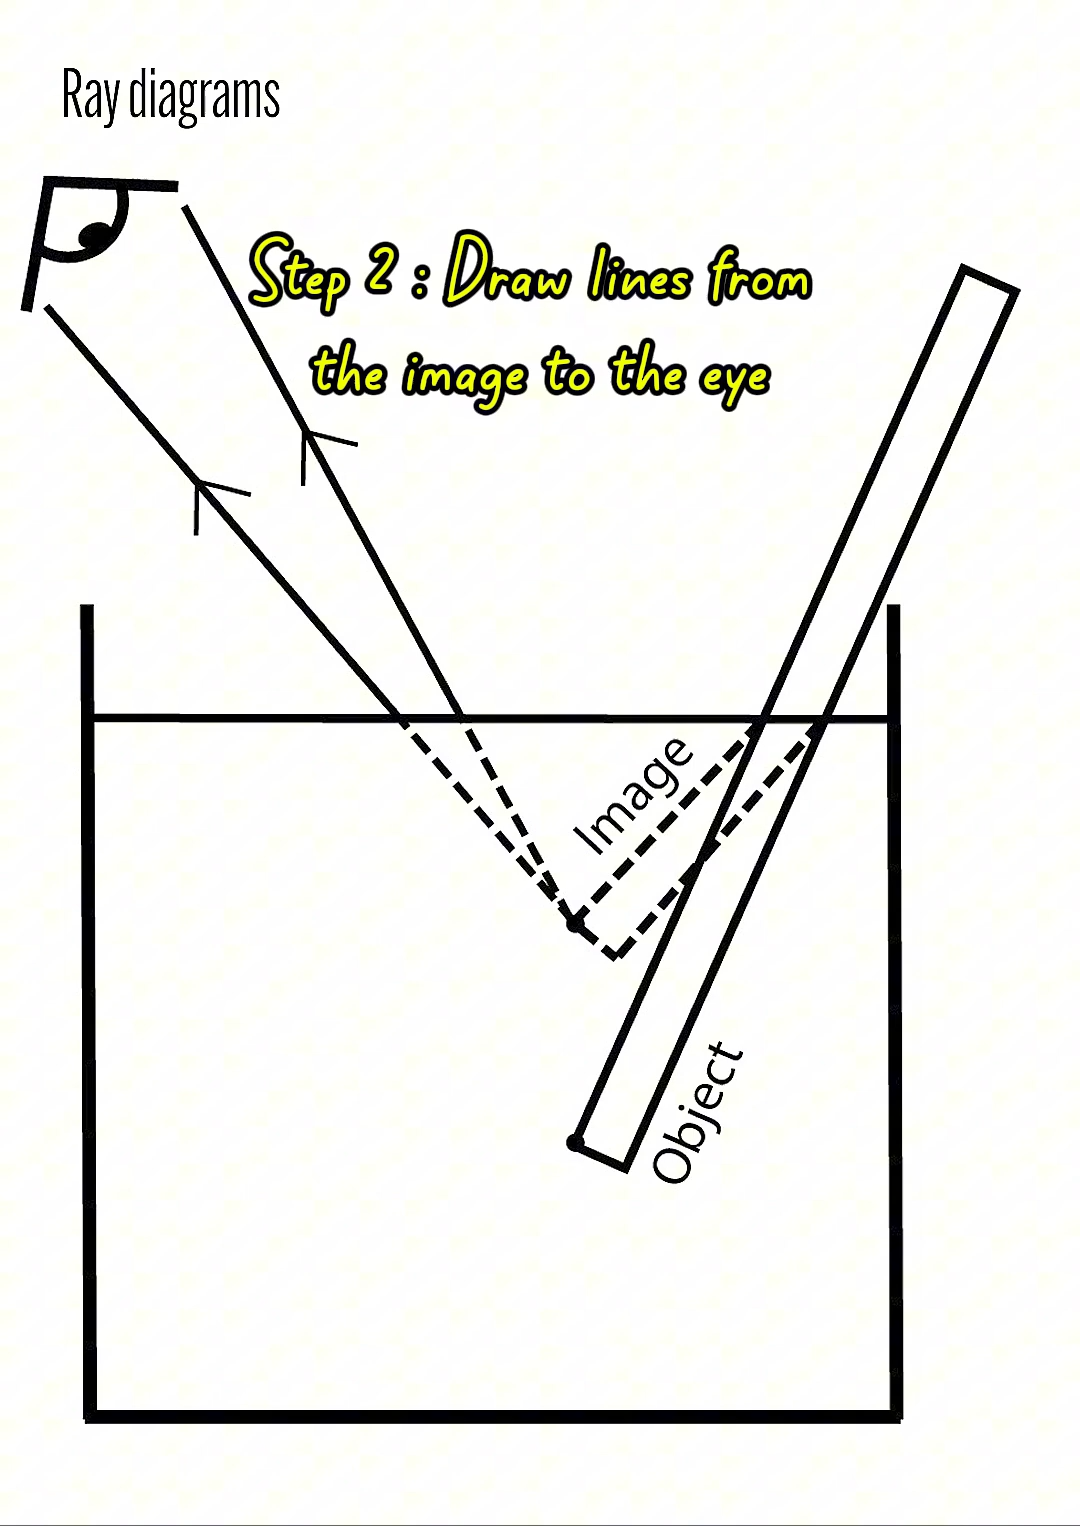 Ray diagrams
Step 2 : Draw lines from
the image to the eye
Image
Object